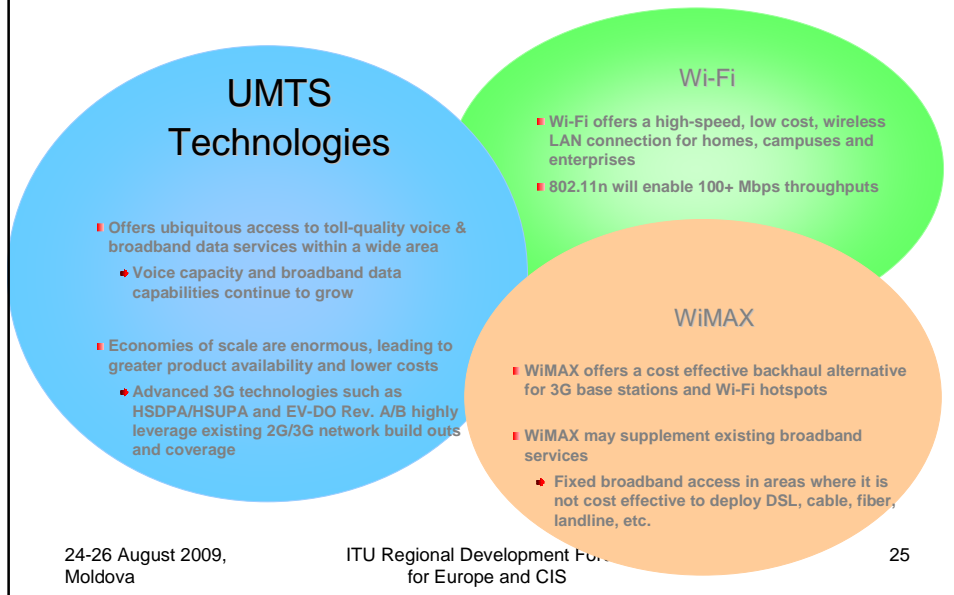 UMTS
Technologies
Offers ubiquitous access to toll-quality voice &
broadband data services within a wide area
Voice capacity and broadband data
capabilities continue to grow
Economies of scale are enormous, leading to
greater product availability and lower costs
Advanced 3G technologies such as
HSDPA/HSUPA and EV-DO Rev. A/B highly
leverage existing 2G/3G network build outs
and coverage
Wi-Fi
Wi-Fi offers a high-speed, low cost, wireless
LAN connection for homes, campuses and
enterprises
802.11n will enable 100+ Mbps throughputs
WiMAX
WiMAX offers a cost effective backhaul alternative
for 3G base stations and Wi-Fi hotspots
WiMAX may supplement existing broadband
services
Fixed broadband access in areas where it is
not cost effective to deploy DSL, cable, fiber,
landline, etc.
24-26 August 2009,
Moldova
ITU Regional Development
for Europe and CIS
25